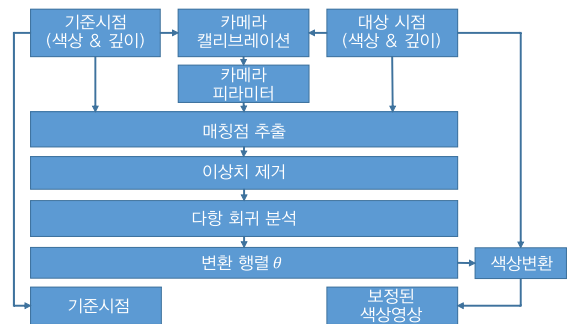 기준시점
(색상 & 깊이)
카메라
캘리브레이션
대상 시점
(색상 & 깊이)
카메라
피라미터
매칭점 추출
이상치 제거
다항 회귀 분석
변환 행렬 θ
색상변환
기준시점
보정된
색상영상